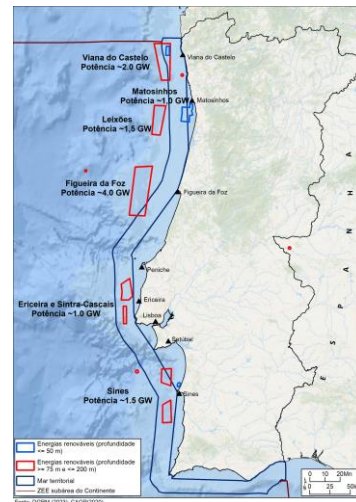 Viana do Castelo
Potência ~2.0 GW
Viana do Castelo
Matosinhos
Potência ~1.0 GW
Matosinhos
Leixões
Potência ~1,5 GW
Figueira da Foz
Potência ~4.0 GW
Figueira da Foz
Peniche
Ericeira e Sintra-Cascais
Potência ~1.0 GW
Ericeira
Lisboa
Setúbal
Sines
Potência ~1.5 GW
Sines
ESPANHA
Energias renováveis (profundidade
<= 50 m)
Energias renováveis (profundidade
>= 75 m e <= 200 m)
Mar territorial
ZEE subárea do Continente